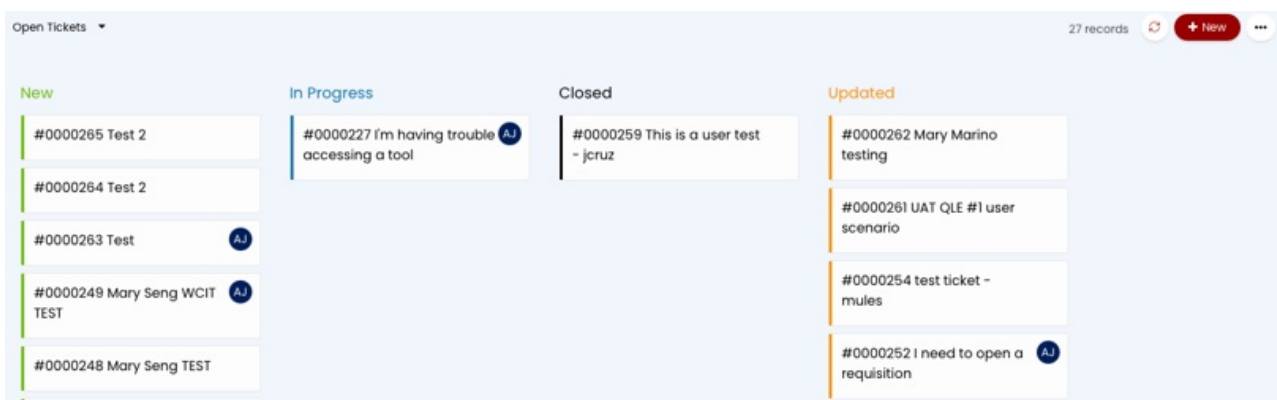 Open Tickets
27 records
+ New
New
In Progress
Closed
Updated
#0000265 Test 2
#0000264 Test 2
#0000263 Test
AJ
#0000249 Mary Seng WCIT
TEST
AJ
#0000248 Mary Seng TEST
#0000227 I'm having trouble
accessing a tool
AJ
#0000259 This is a user test
- jcruz
#0000262 Mary Marino
testing
#0000261 UAT QLE #1 user
scenario
#0000254 test ticket -
mules
#0000252 I need to open a
requisition
AJ